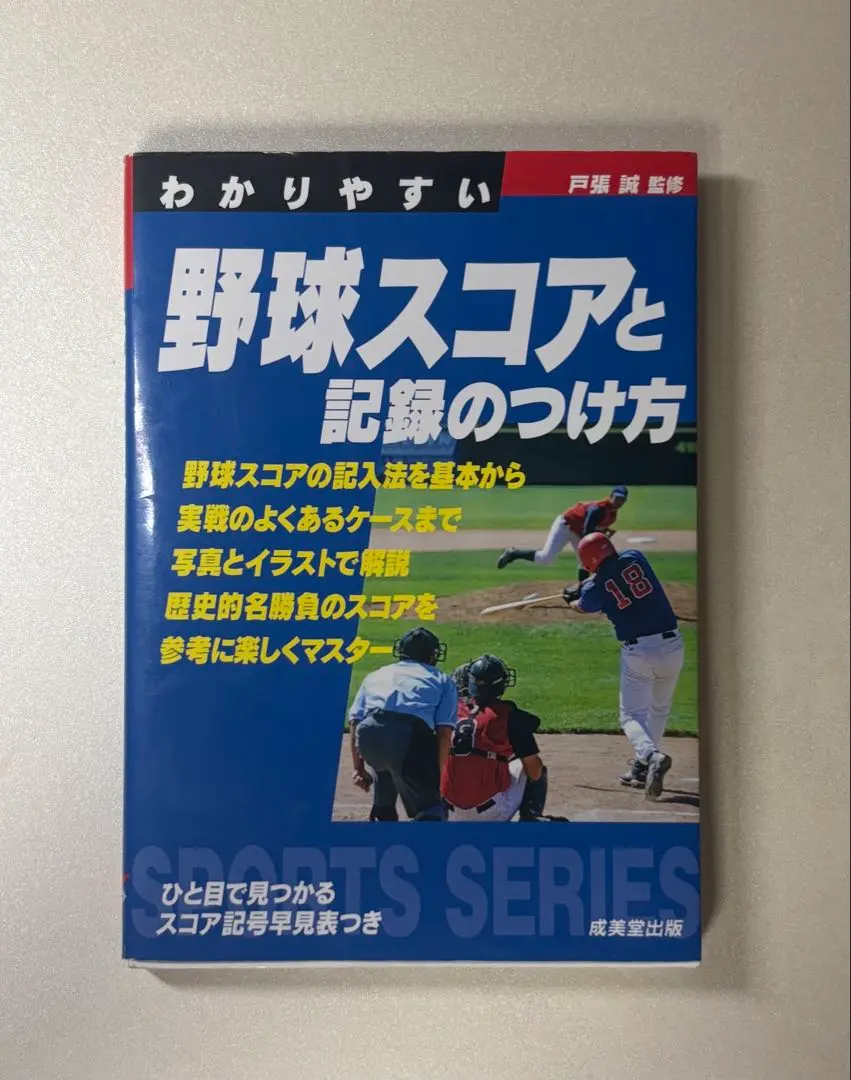 わかりやすい
戸張 誠 監修
野球スコアと
記録のつけ方
野球スコアの記入法を基本から
実戦のよくあるケースまで
写真とイラストで解説
歴史的名勝負のスコアを
参考に楽しくマスター
18
SPORTS SERIES
ひと目で見つかる
スコア記号早見表つき
成美堂出版